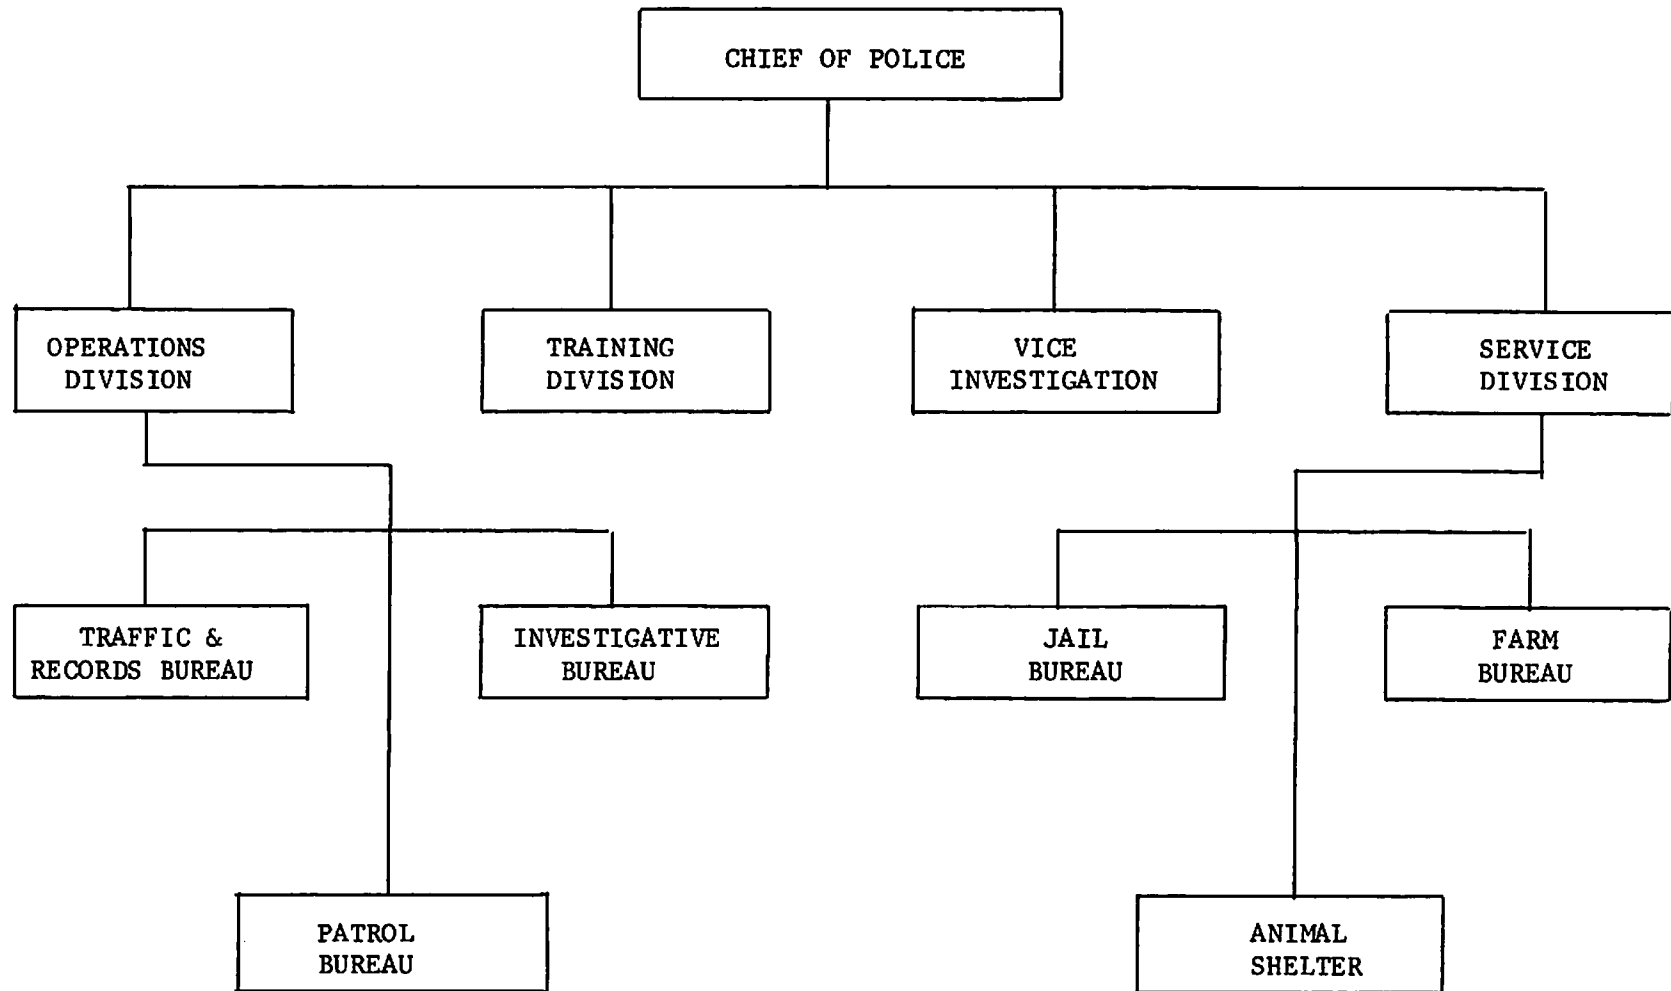 CHIEF OF POLICE
OPERATIONS
DIVISION
TRAINING
DIVISION
VICE
INVESTIGATION
SERVICE
DIVISION
TRAFFIC &
RECORDS BUREAU
INVESTIGATIVE
BUREAU
JAIL
BUREAU
FARM
BUREAU
PATROL
BUREAU
ANIMAL
SHELTER